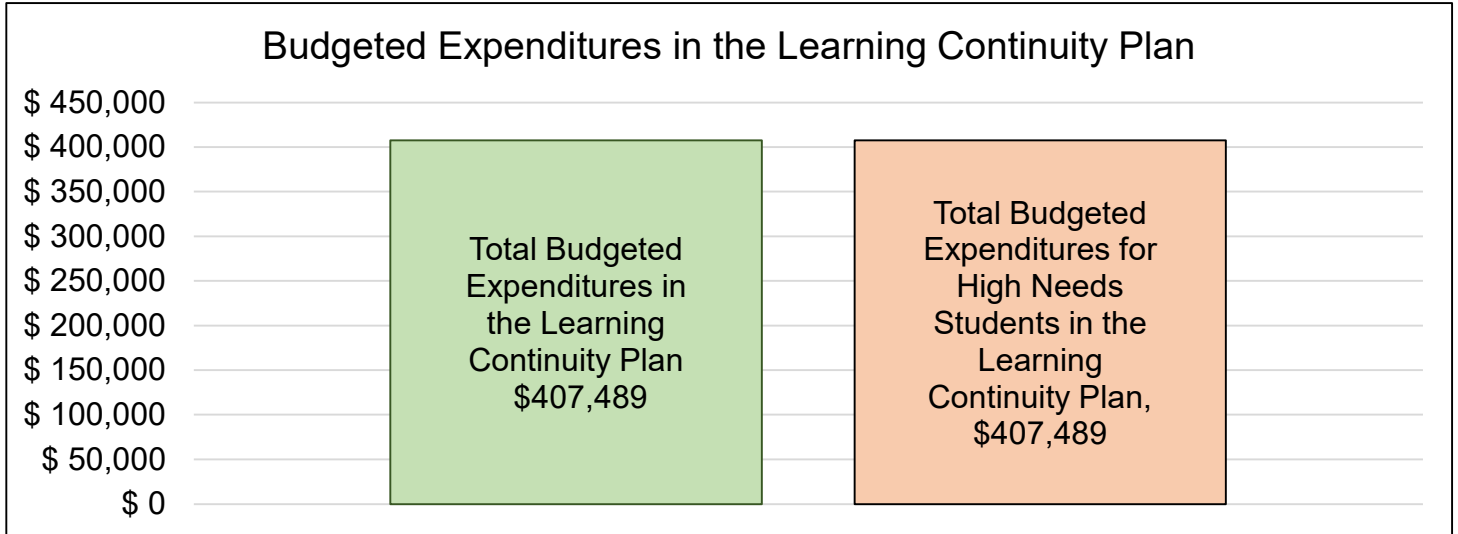 Budgeted Expenditures in the Learning Continuity Plan
$ 450,000
$ 400,000
$ 350,000
$ 300,000
$ 250,000
$ 200,000
$ 150,000
$ 100,000
$ 50,000
$ 0
Total Budgeted
Expenditures in
the Learning
Continuity Plan
$407,489
Total Budgeted
Expenditures for
High Needs
Students in the
Learning
Continuity Plan,
$407,489